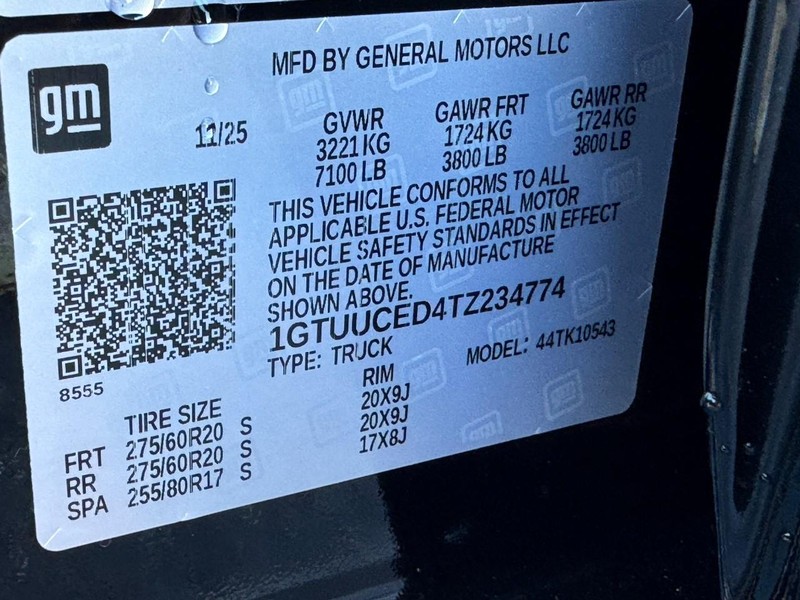 MFD BY GENERAL MOTORS LLC
gm
11/25
GVWR GAWR FRT GAWR RR
3221 KG 1724 KG 1724 KG
7100 LB 3800 LB 3800 LB
THIS VEHICLE CONFORMS TO ALL
APPLICABLE U.S. FEDERAL MOTOR
VEHICLE SAFETY STANDARDS IN EFFECT
ON THE DATE OF MANUFACTURE
SHOWN ABOVE.
1GTUUCED4TZ234774
TYPE: TRUCK MODEL: 44TK10543
8555
TIRE SIZE RIM
FRT 275/60R20 S 20X9J
RR 275/60R20 S 20X9J
SPA 255/80R17 S 17X8J